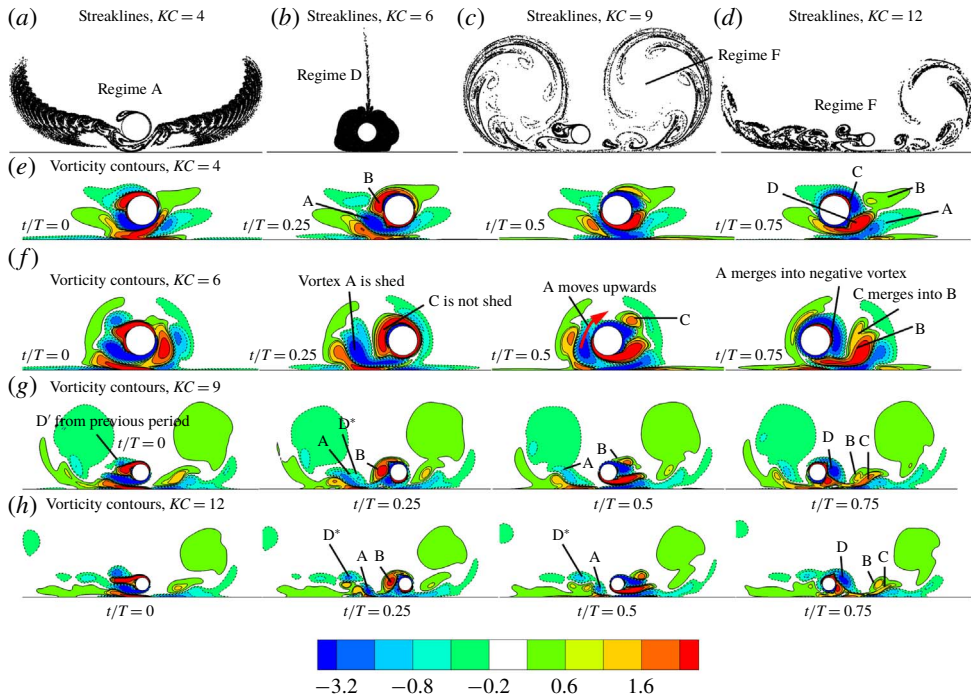 (a) Streaklines, KC = 4
(b) Streaklines, KC = 6
(c) Streaklines, KC = 9
(d) Streaklines, KC = 12
Regime A
Regime D
Regime F
Regime F
(e) Vorticity contours, KC = 4
t/T = 0
A
B
t/T = 0.25
t/T = 0.5
D
C
B
A
t/T = 0.75
(f)
Vorticity contours, KC = 6
t/T = 0
Vortex A is shed
C is not shed
t/T = 0.25
A moves upwards
C
t/T = 0.5
A merges into negative vortex
C merges into B
B
t/T = 0.75
(g) Vorticity contours, KC = 9
D′ from previous period
t/T = 0
D*
A
B
t/T = 0.25
B
A
t/T = 0.5
D
B
C
t/T = 0.75
(h) Vorticity contours, KC = 12
t/T = 0
D*
A
B
t/T = 0.25
D*
A
t/T = 0.5
D
B
C
t/T = 0.75
−3.2 −0.8 −0.2 0.6 1.6